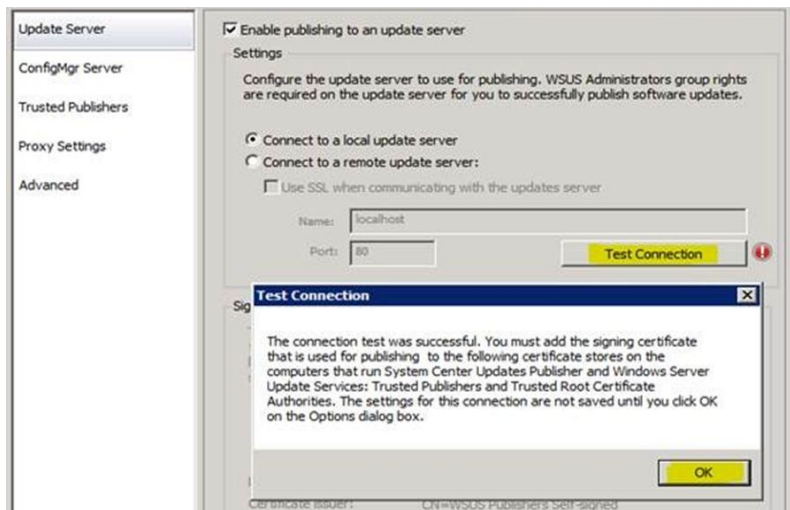 Update Server
ConfigMgr Server
Trusted Publishers
Proxy Settings
Advanced
Enable publishing to an update server
Settings
Configure the update server to use for publishing. WSUS Administrators group rights
are required on the update server for you to successfully publish software updates.
Connect to a local update server
Connect to a remote update server:
Use SSL when communicating with the updates server
Name: localhost
Port: 80
Test Connection
Sig
Test Connection
The connection test was successful. You must add the signing certificate
that is used for publishing to the following certificate stores on the
computers that run System Center Updates Publisher and Windows Server
Update Services: Trusted Publishers and Trusted Root Certificate
Authorities. The settings for this connection are not saved until you click OK
on the Options dialog box.
OK
Certificate issuer: CN=WSUS Publishers Self-signed